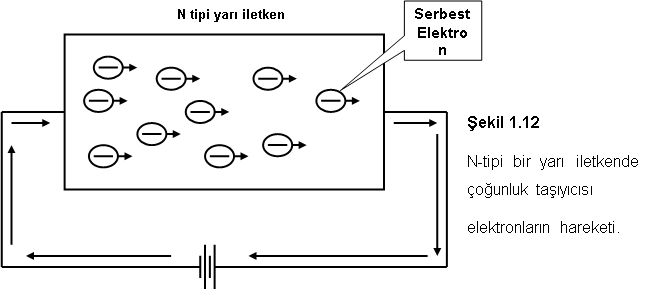 N tipi yarı iletken
Serbest
Elektro
n
Şekil 1.12
N-tipi bir yarı iletkende
çoğunluk taşıyıcısı
elektronların hareketi.